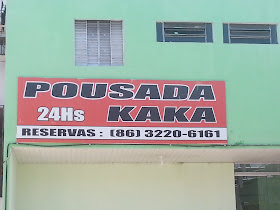 POUSADA
24Hs KAKA
RESERVAS : (86) 3220-6161